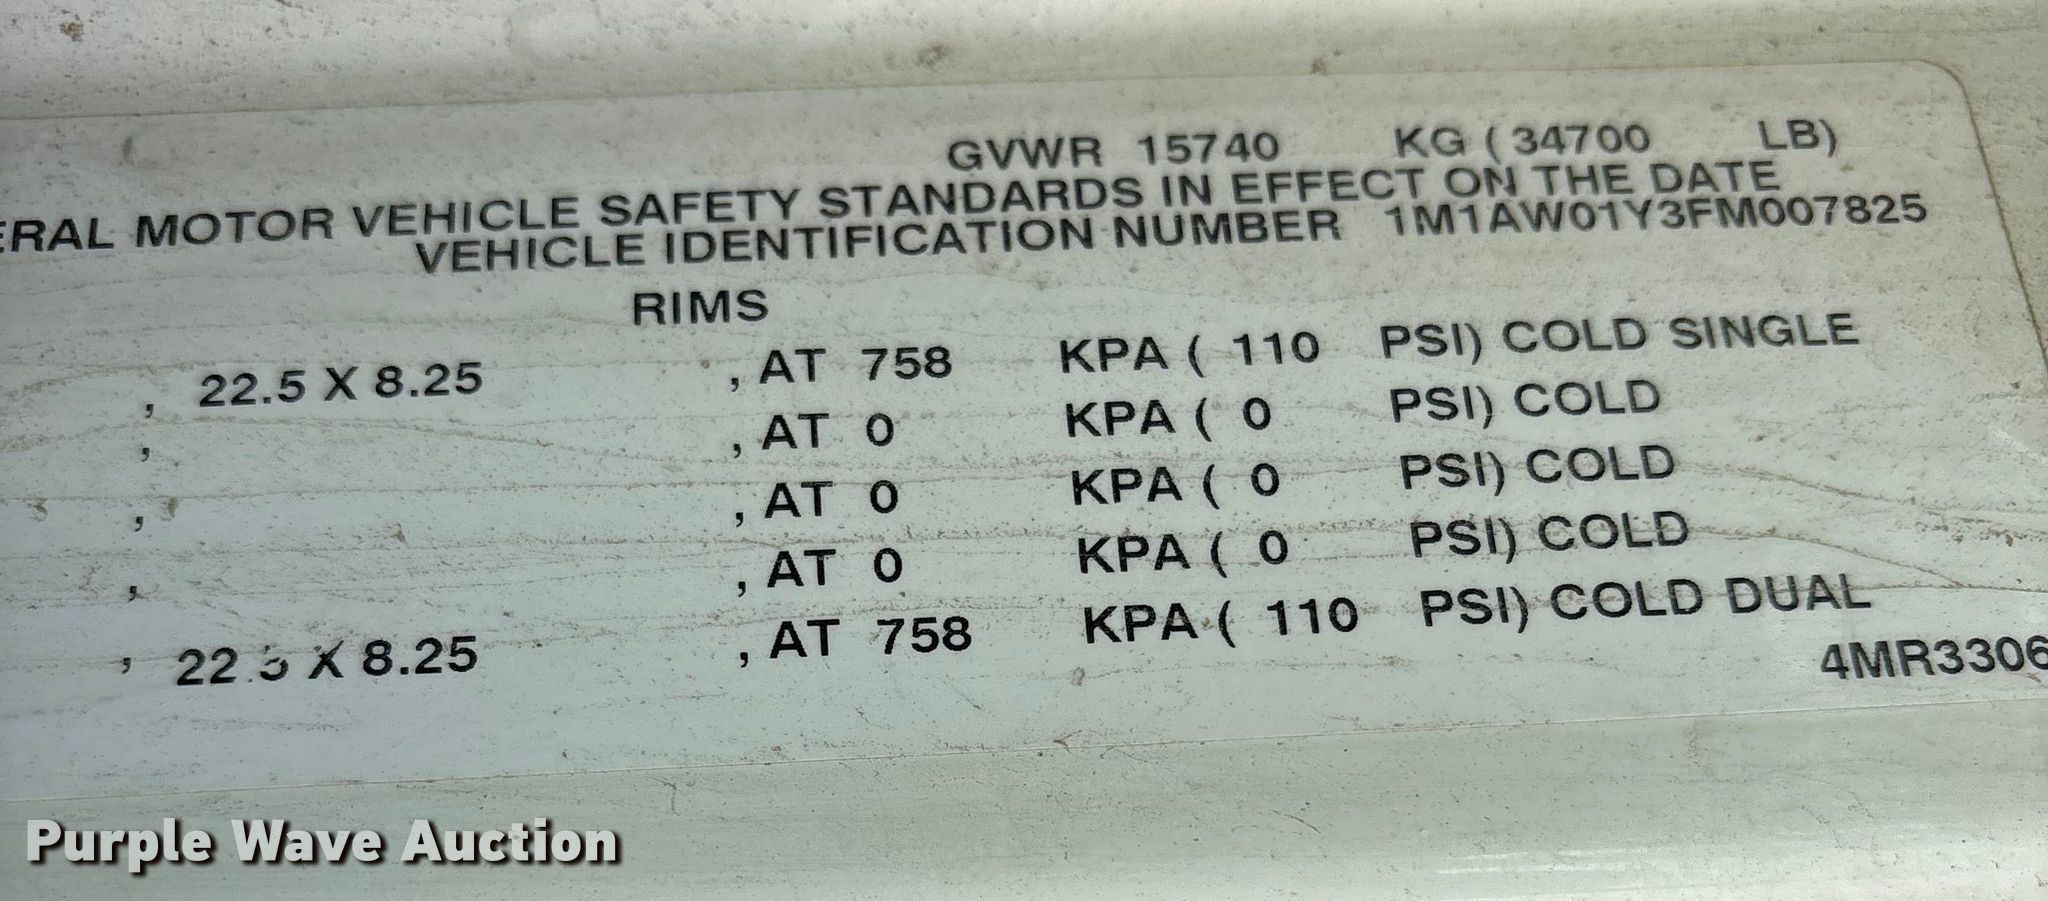 GVWR 15740 KG ( 34700 LB)
ERAL MOTOR VEHICLE SAFETY STANDARDS IN EFFECT ON THE DATE
VEHICLE IDENTIFICATION NUMBER 1M1AW01Y3FM007825
RIMS
, 22.5 X 8.25 , AT 758 KPA ( 110 PSI) COLD SINGLE
, , AT 0 KPA ( 0 PSI) COLD
, , AT 0 KPA ( 0 PSI) COLD
, , AT 0 KPA ( 0 PSI) COLD
, 22.5 X 8.25 , AT 758 KPA ( 110 PSI) COLD DUAL
4MR3306
Purple Wave Auction